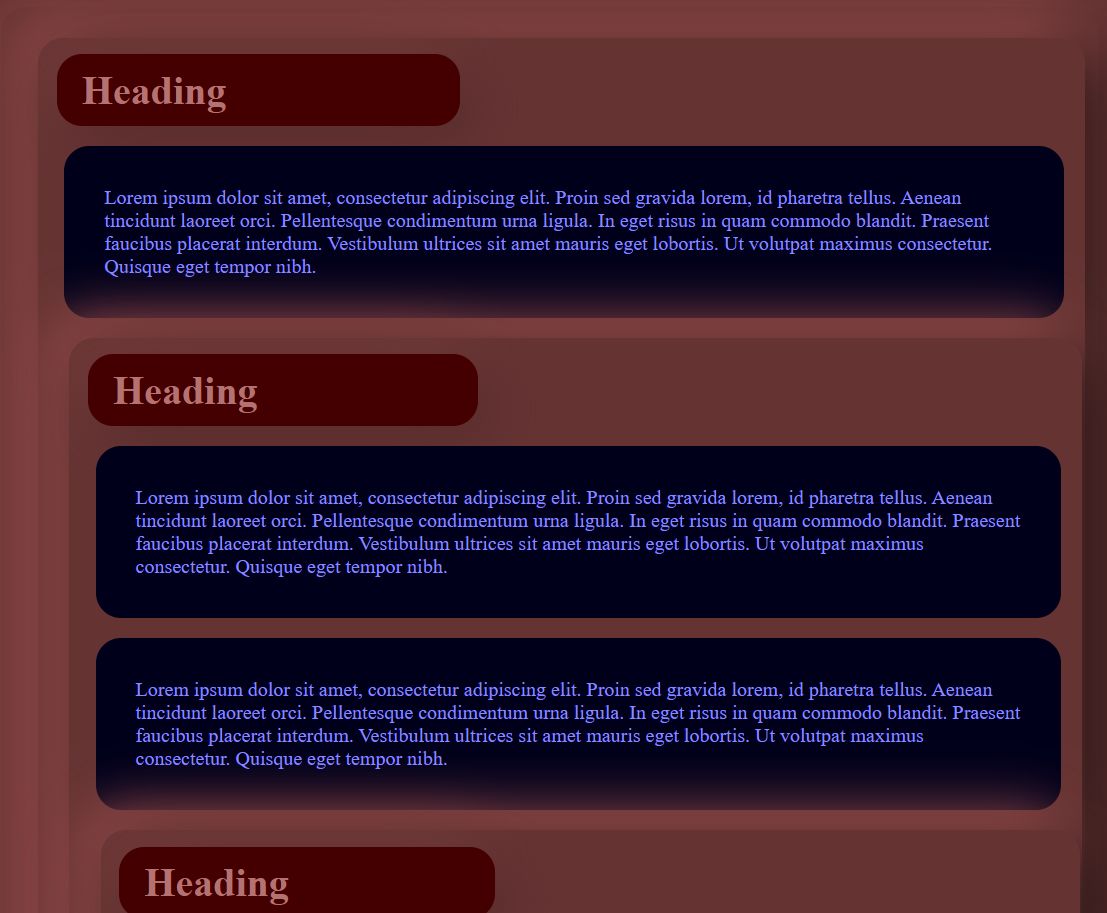 Heading
Lorem ipsum dolor sit amet, consectetur adipiscing elit. Proin sed gravida lorem, id pharetra tellus. Aenean
tincidunt laoreet orci. Pellentesque condimentum urna ligula. In eget risus in quam commodo blandit. Praesent
faucibus placerat interdum. Vestibulum ultrices sit amet mauris eget lobortis. Ut volutpat maximus consectetur.
Quisque eget tempor nibh.
Heading
Lorem ipsum dolor sit amet, consectetur adipiscing elit. Proin sed gravida lorem, id pharetra tellus. Aenean
tincidunt laoreet orci. Pellentesque condimentum urna ligula. In eget risus in quam commodo blandit. Praesent
faucibus placerat interdum. Vestibulum ultrices sit amet mauris eget lobortis. Ut volutpat maximus
consectetur. Quisque eget tempor nibh.
Lorem ipsum dolor sit amet, consectetur adipiscing elit. Proin sed gravida lorem, id pharetra tellus. Aenean
tincidunt laoreet orci. Pellentesque condimentum urna ligula. In eget risus in quam commodo blandit. Praesent
faucibus placerat interdum. Vestibulum ultrices sit amet mauris eget lobortis. Ut volutpat maximus
consectetur. Quisque eget tempor nibh.
Heading